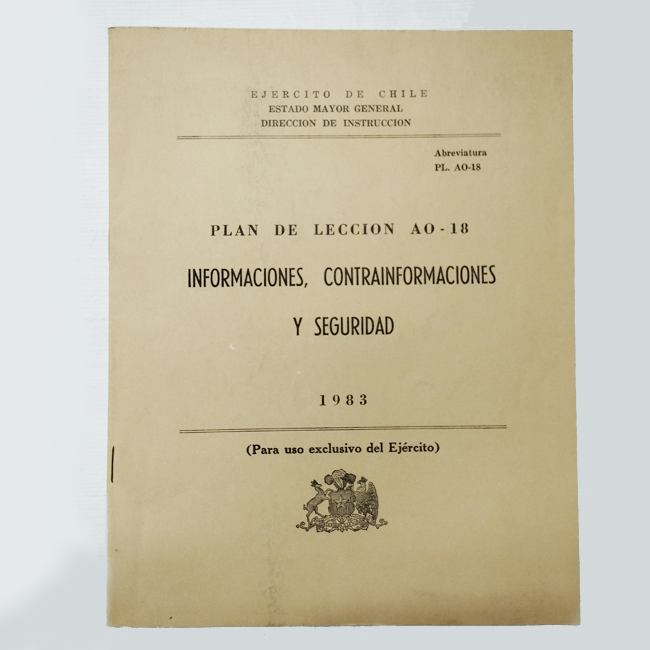 EJERCITO DE CHILE
ESTADO MAYOR GENERAL
DIRECCION DE INSTRUCCION
Abreviatura
PL. AO-18
PLAN DE LECCION AO - 18
INFORMACIONES, CONTRAINFORMACIONES
Y SEGURIDAD
1983
(Para uso exclusivo del Ejército)